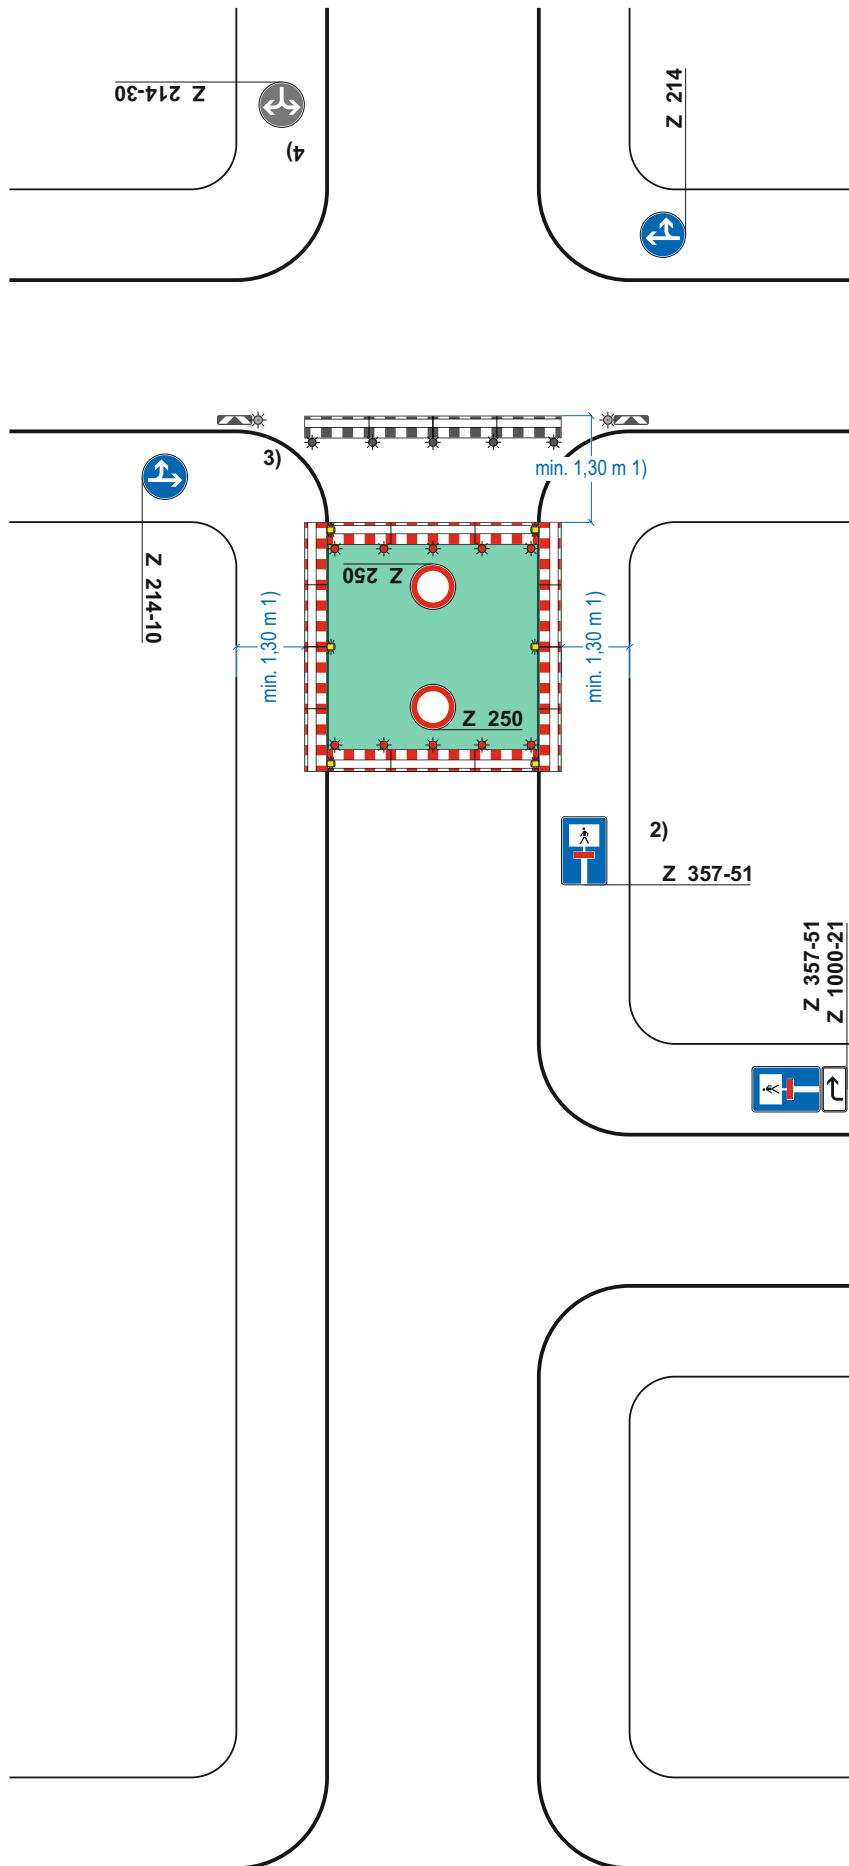 Z 214-30
4)
Z 214
3)
min. 1,30 m 1)
Z 214-10
Z 250
min. 1,30 m 1)
min. 1,30 m 1)
Z 250
2)
Z 357-51
Z 357-51
Z 1000-21